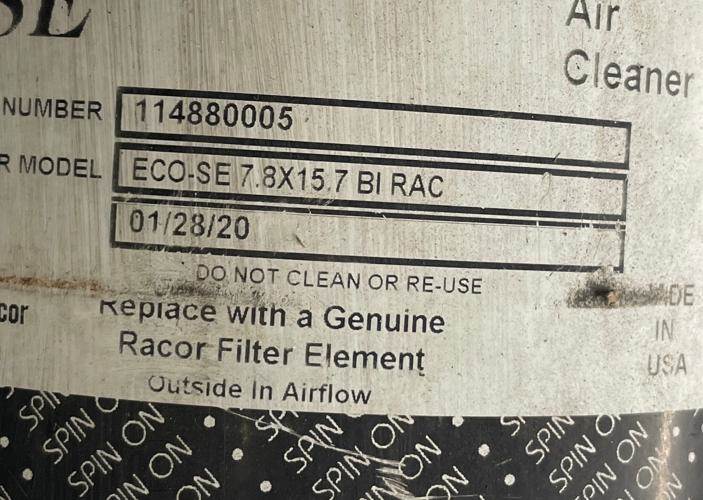 SE
Air
Cleaner
NUMBER 114880005
R MODEL ECO-SE 7.8X15.7 BI RAC
01/28/20
DO NOT CLEAN OR RE-USE
cor Replace with a Genuine
Racor Filter Element
Outside In Airflow
DE
IN
USA
SPIN ON SPIN ON SPIN ON SPIN ON